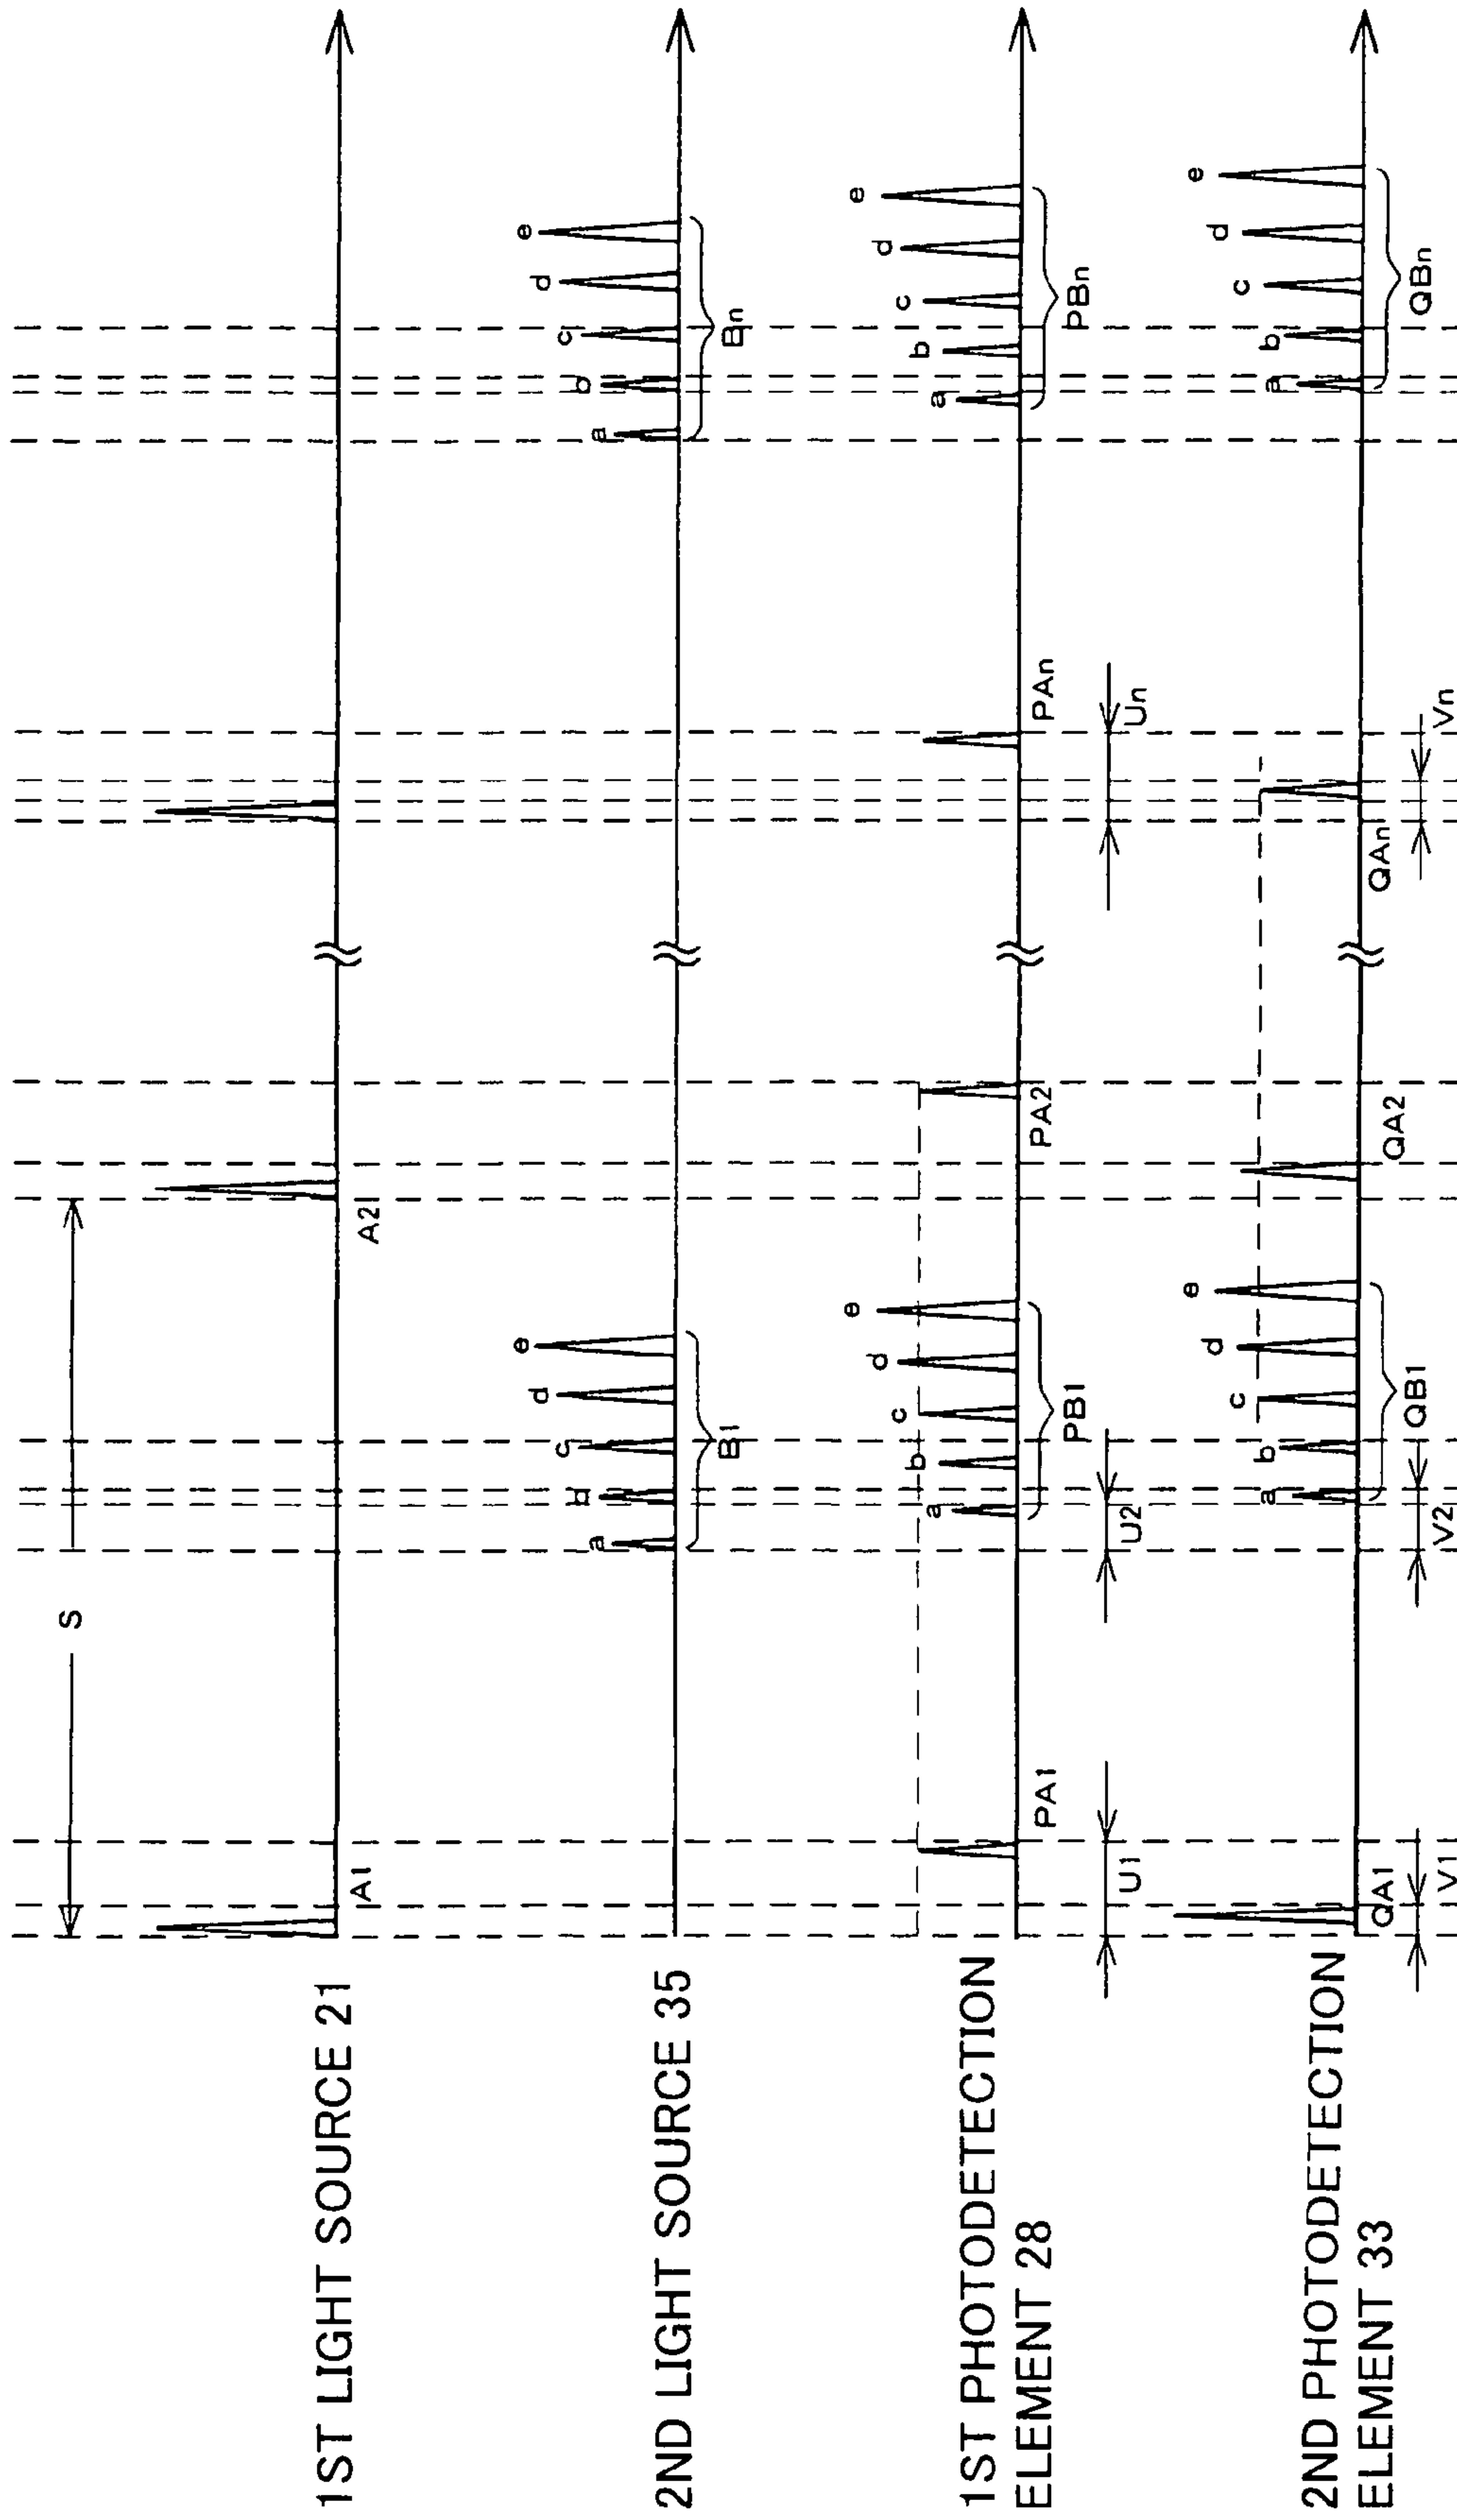 S
1ST LIGHT SOURCE 21
A1
A2
2ND LIGHT SOURCE 35
a
b
c
d
e
B1
a
b
c
d
e
Bn
1ST PHOTODETECTION
ELEMENT 28
PA1
a
b
c
d
e
PB1
PA2
PAn
a
b
c
d
e
PBn
U1
U2
Un
2ND PHOTODETECTION
ELEMENT 33
QA1
a
b
c
d
e
QB1
QA2
QAn
a
b
c
d
e
QBn
V1
V2
Vn